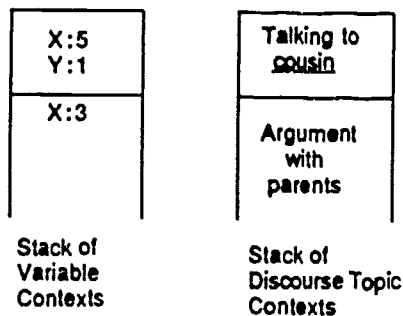 X:5
Y:1
X:3
Stack of
Variable
Contexts
Talking to
cousin
Argument
with
parents
Stack of
Discourse Topic
Contexts